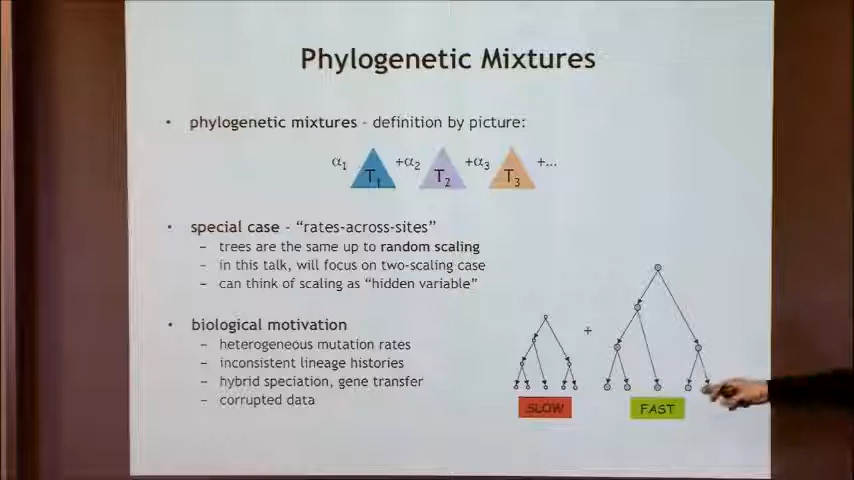 Phylogenetic Mixtures
• phylogenetic mixtures – definition by picture:
α1 T1 +α2 T2 +α3 T3 +...
• special case – “rates-across-sites”
– trees are the same up to random scaling
– in this talk, will focus on two-scaling case
– can think of scaling as “hidden variable”
• biological motivation
– heterogeneous mutation rates
– inconsistent lineage histories
– hybrid speciation, gene transfer
– corrupted data
+
SLOW FAST